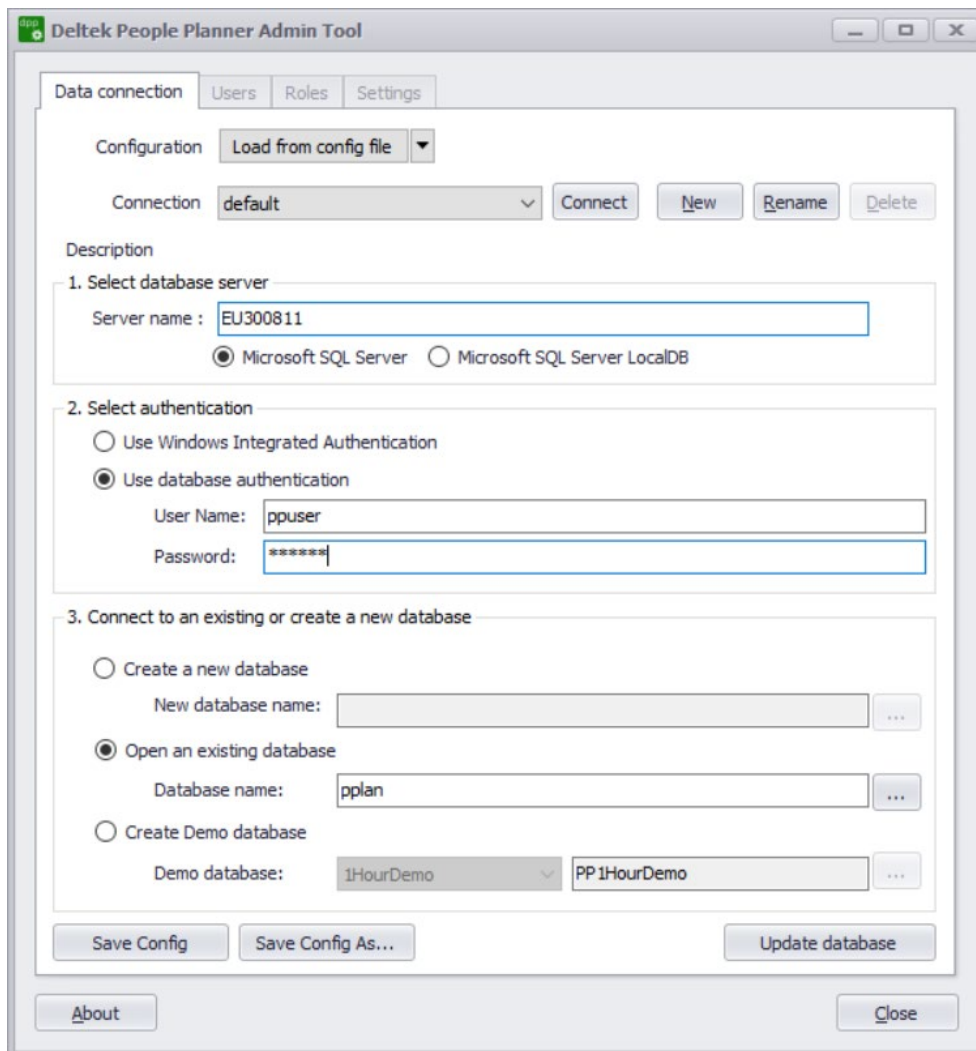 dpp Deltek People Planner Admin Tool
Data connection Users Roles Settings
Configuration Load from config file
Connection default Connect New Rename Delete
Description
1. Select database server
Server name : EU300811
Microsoft SQL Server Microsoft SQL Server LocalDB
2. Select authentication
Use Windows Integrated Authentication
Use database authentication
User Name: ppuser
Password: ******
3. Connect to an existing or create a new database
Create a new database
New database name: ...
Open an existing database
Database name: pplan ...
Create Demo database
Demo database: 1HourDemo PP1HourDemo ...
Save Config Save Config As... Update database
About Close